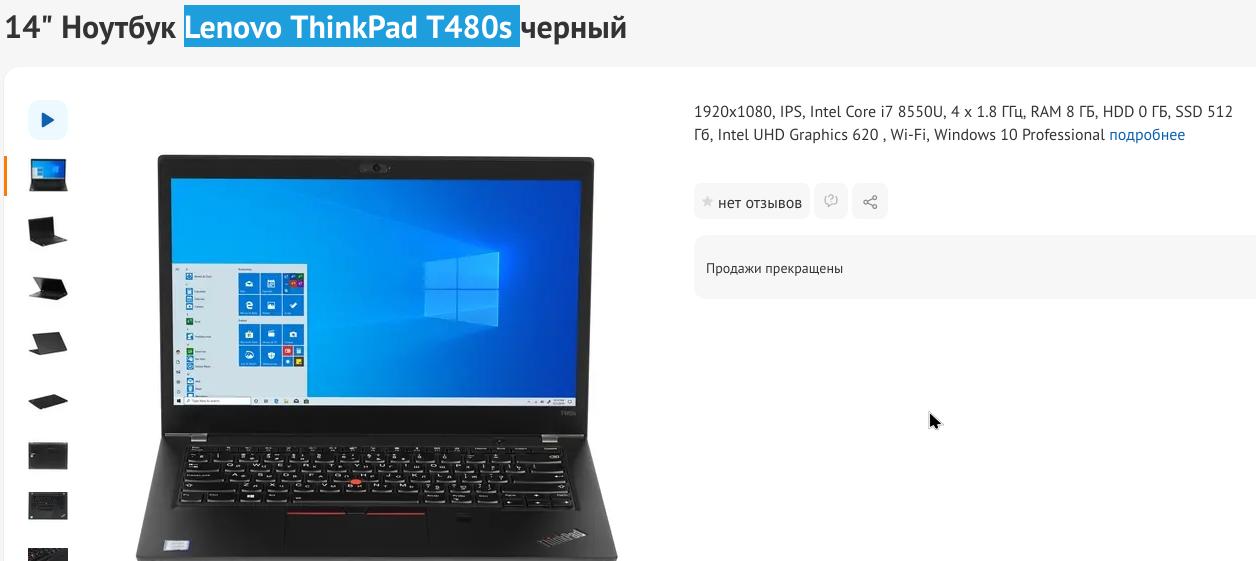 14" Ноутбук Lenovo ThinkPad T480s черный
1920x1080, IPS, Intel Core i7 8550U, 4 x 1.8 ГГц, RAM 8 ГБ, HDD 0 ГБ, SSD 512
Гб, Intel UHD Graphics 620 , Wi-Fi, Windows 10 Professional подробнее
нет отзывов
Продажи прекращены
T480s
ThinkPad